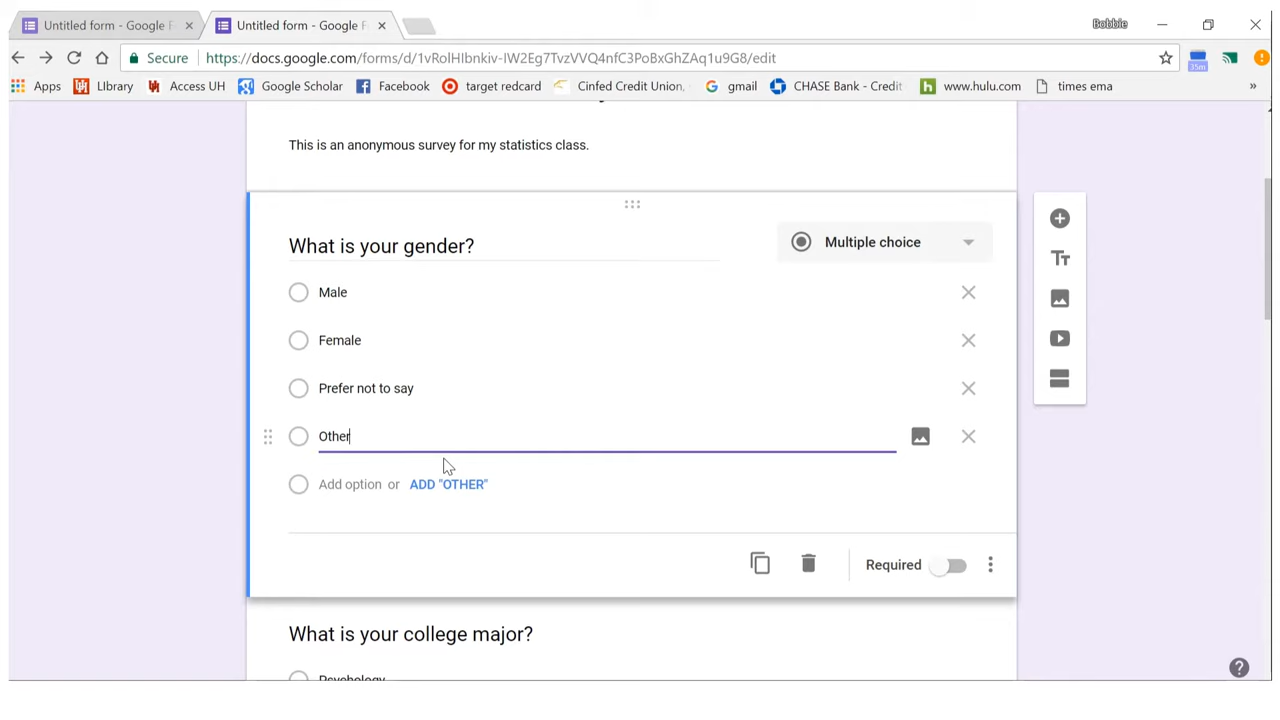 Untitled form - Google F
Untitled form - Google F
Bobbie
Secure
https://docs.google.com/forms/d/1vRolHIbnkiv-IW2Eg7TvzVVQ4nfC3PoBxGhZAq1u9G8/edit
35m
Apps
LIbrary
Access UH
Google Scholar
Facebook
target redcard
Cinfed Credit Union,
gmail
CHASE Bank - Credit
www.hulu.com
times ema
»
This is an anonymous survey for my statistics class.
What is your gender?
Multiple choice
Male
Female
Prefer not to say
Other
Add option or ADD "OTHER"
Required
What is your college major?
Psychology